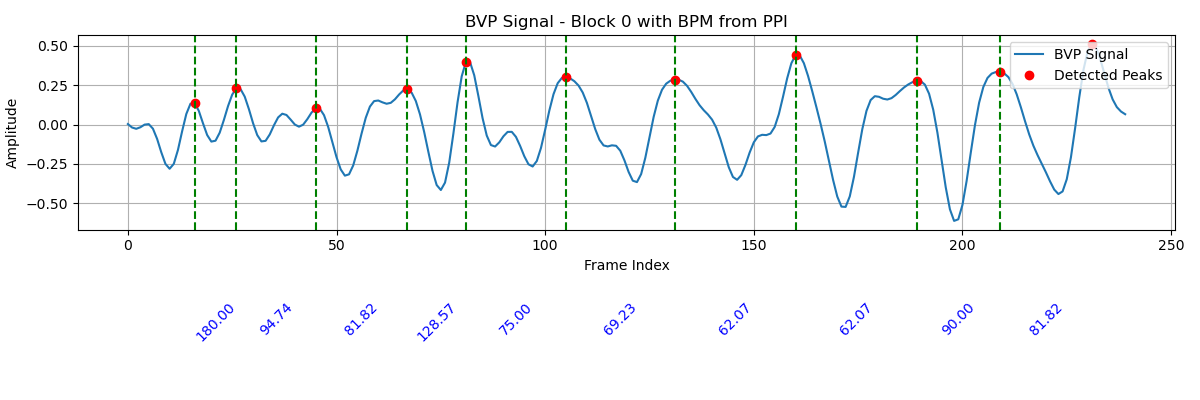 BVP Signal - Block 0 with BPM from PPI
Amplitude
0.50
0.25
0.00
−0.25
−0.50
BVP Signal
Detected Peaks
0 50 100 150 200 250
Frame Index
180.00 94.74 81.82 128.57 75.00 69.23 62.07 62.07 90.00 81.82